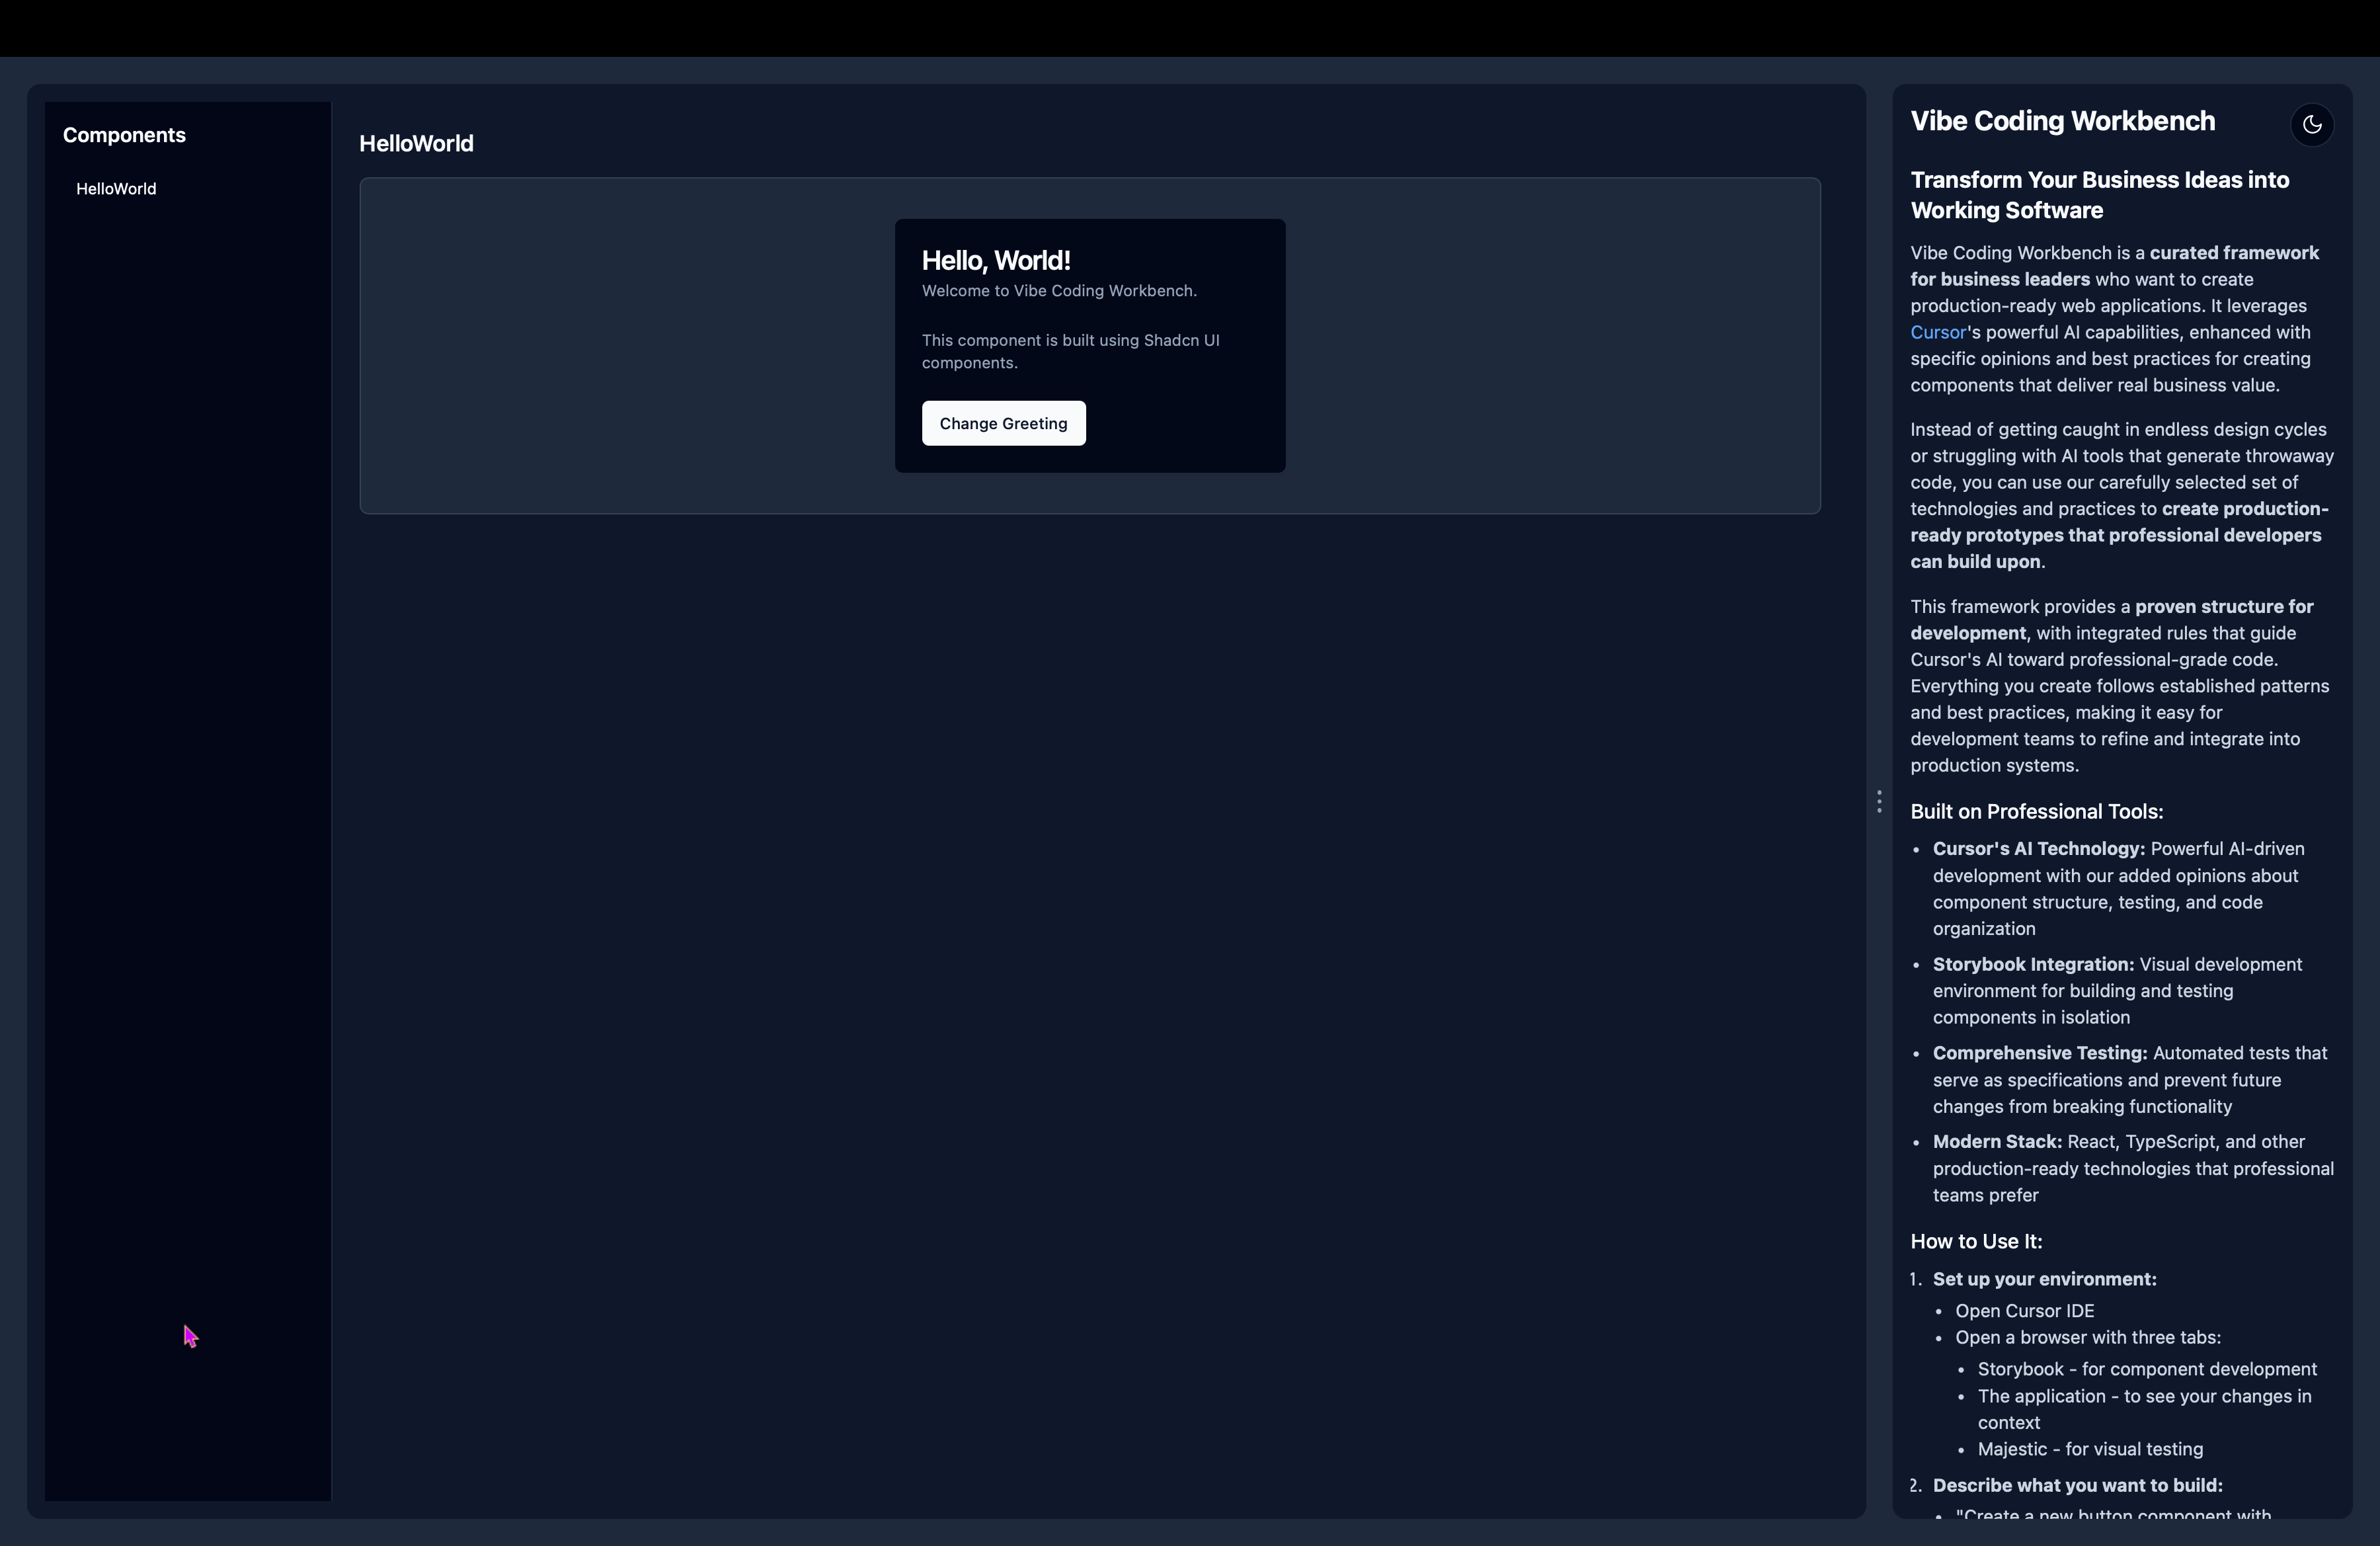 Components
HelloWorld
HelloWorld
Hello, World!
Welcome to Vibe Coding Workbench.
This component is built using Shadcn UI
components.
Change Greeting
Vibe Coding Workbench
Transform Your Business Ideas into
Working Software
Vibe Coding Workbench is a curated framework
for business leaders who want to create
production-ready web applications. It leverages
Cursor's powerful AI capabilities, enhanced with
specific opinions and best practices for creating
components that deliver real business value.
Instead of getting caught in endless design cycles
or struggling with AI tools that generate throwaway
code, you can use our carefully selected set of
technologies and practices to create production-
ready prototypes that professional developers
can build upon.
This framework provides a proven structure for
development, with integrated rules that guide
Cursor's AI toward professional-grade code.
Everything you create follows established patterns
and best practices, making it easy for
development teams to refine and integrate into
production systems.
Built on Professional Tools:
• Cursor's AI Technology: Powerful AI-driven
development with our added opinions about
component structure, testing, and code
organization
• Storybook Integration: Visual development
environment for building and testing
components in isolation
• Comprehensive Testing: Automated tests that
serve as specifications and prevent future
changes from breaking functionality
• Modern Stack: React, TypeScript, and other
production-ready technologies that professional
teams prefer
How to Use It:
1. Set up your environment:
• Open Cursor IDE
• Open a browser with three tabs:
• Storybook - for component development
• The application - to see your changes in
context
• Majestic - for visual testing
2. Describe what you want to build:
• "Create a new button component with